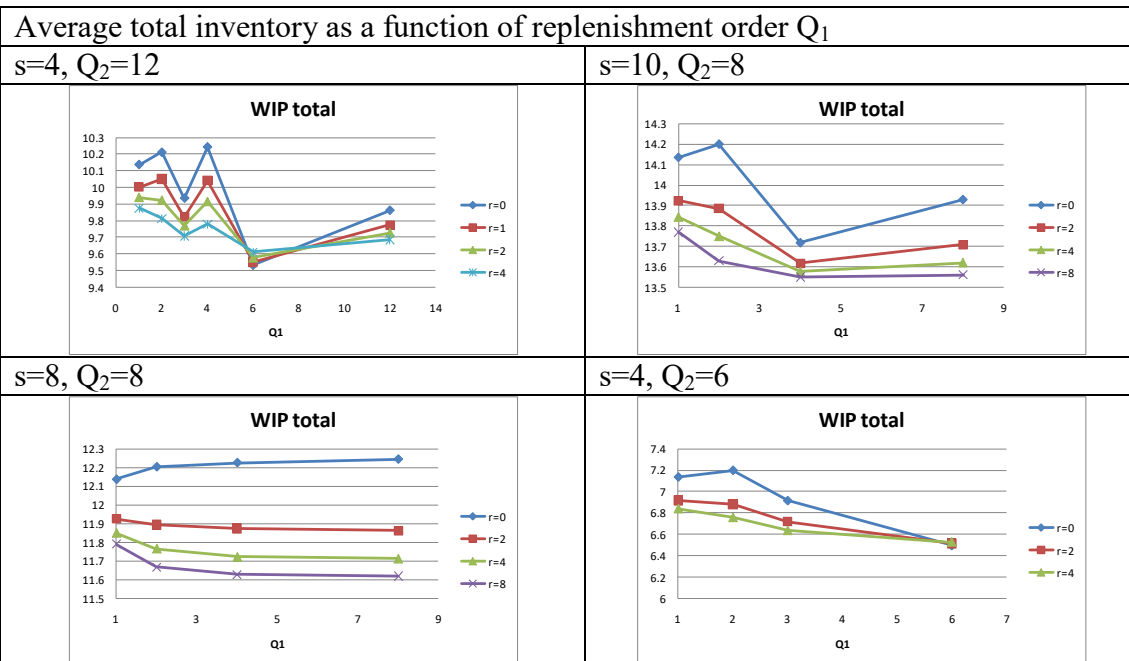 Average total inventory as a function of replenishment order Q₁
s=4, Q₂=12
s=10, Q₂=8
WIP total
10.3
10.2
10.1
10
9.9
9.8
9.7
9.6
9.5
9.4
0 2 4 6 8 10 12 14
Q1
r=0
r=1
r=2
r=4
WIP total
14.3
14.2
14.1
14
13.9
13.8
13.7
13.6
13.5
1 3 5 7 9
Q1
r=0
r=2
r=4
r=8
s=8, Q₂=8
s=4, Q₂=6
WIP total
12.3
12.2
12.1
12
11.9
11.8
11.7
11.6
11.5
1 3 5 7 9
Q1
r=0
r=2
r=4
r=8
WIP total
7.4
7.2
7
6.8
6.6
6.4
6.2
6
1 2 3 4 5 6 7
Q1
r=0
r=2
r=4